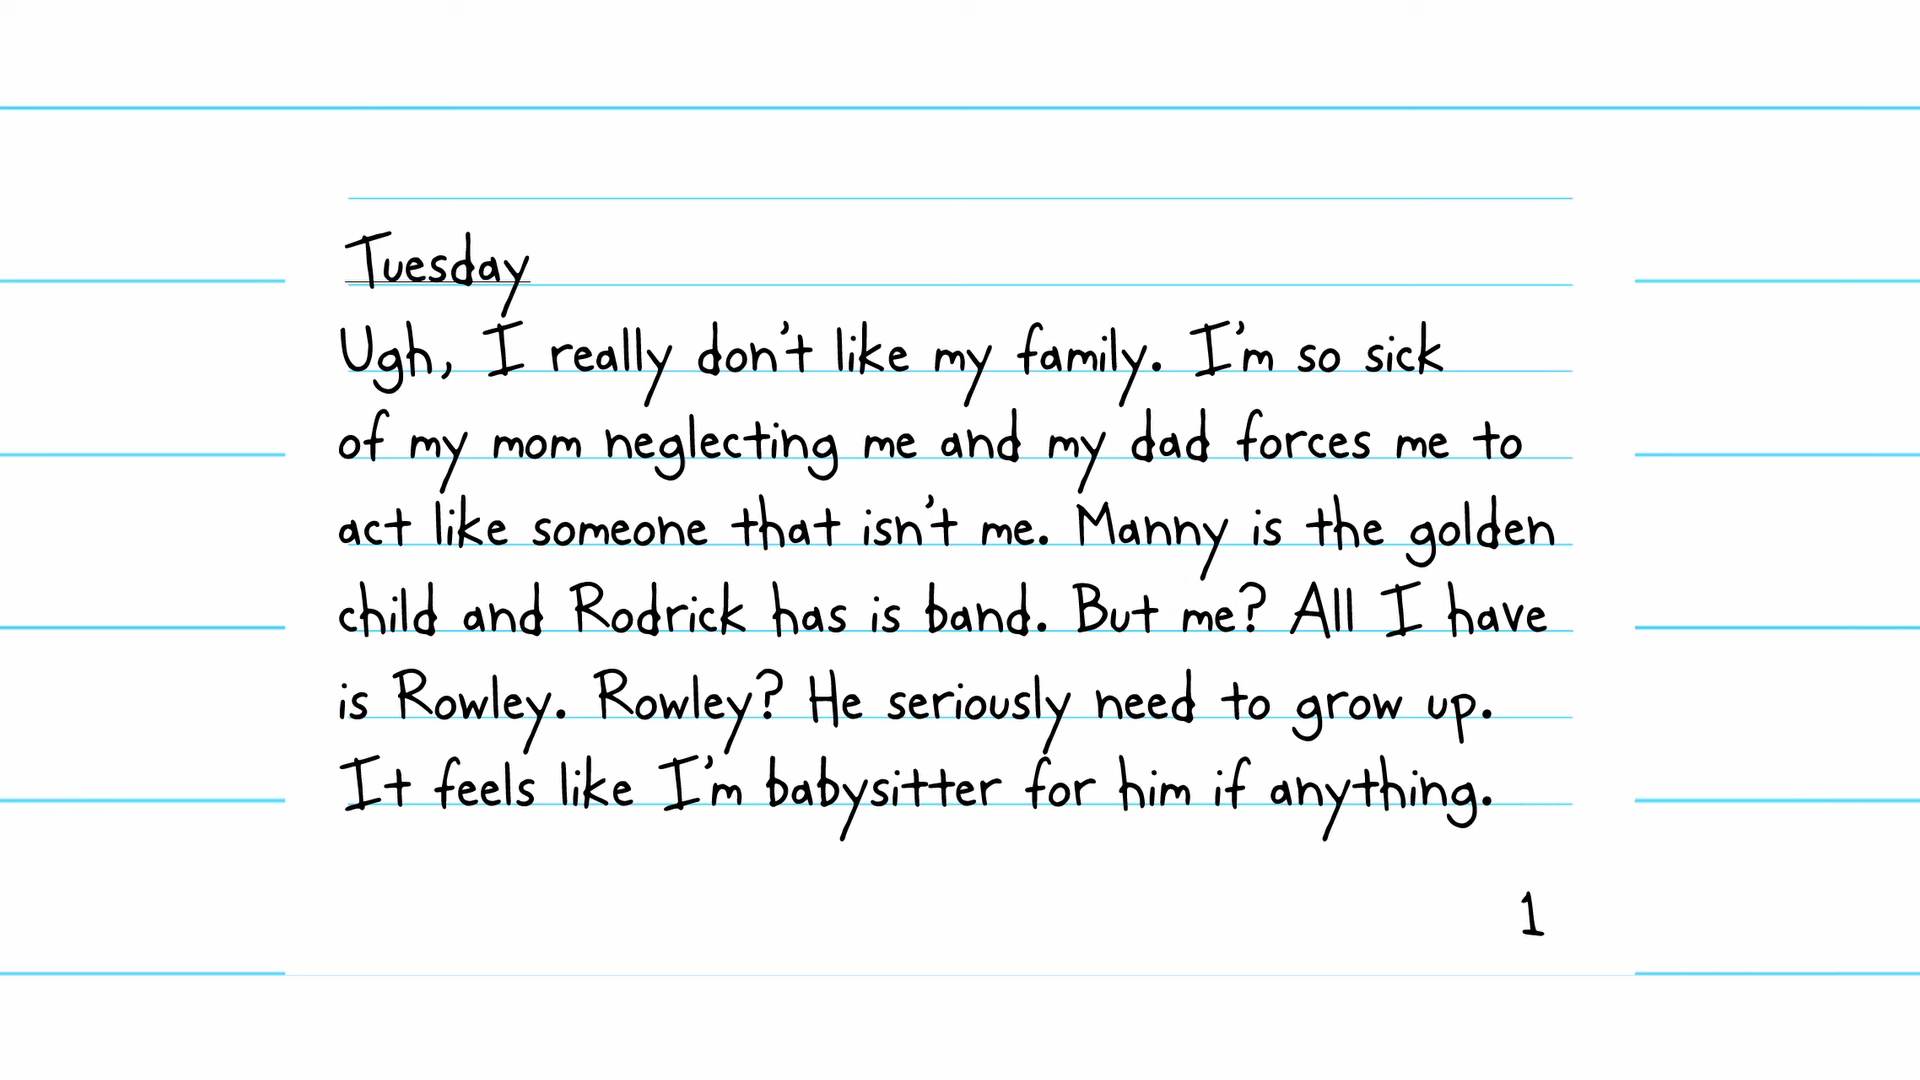 Tuesday
Ugh, I really don't like my family. I'm so sick
of my mom neglecting me and my dad forces me to
act like someone that isn't me. Manny is the golden
child and Rodrick has is band. But me? All I have
is Rowley. Rowley? He seriously need to grow up.
It feels like I'm babysitter for him if anything.
1